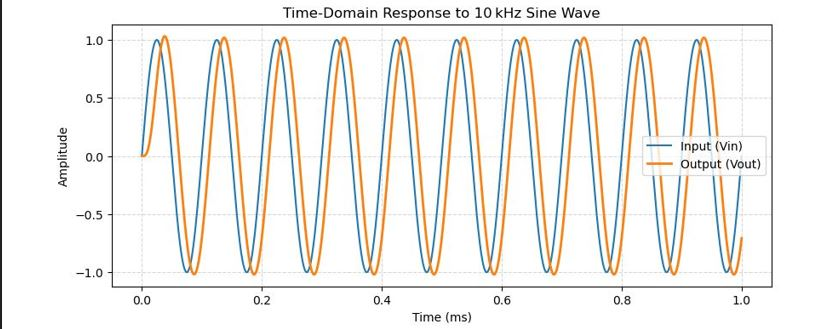 Time-Domain Response to 10 kHz Sine Wave
1.0
0.5
0.0
−0.5
−1.0
Amplitude
Input (Vin)
Output (Vout)
0.0
0.2
0.4
0.6
0.8
1.0
Time (ms)